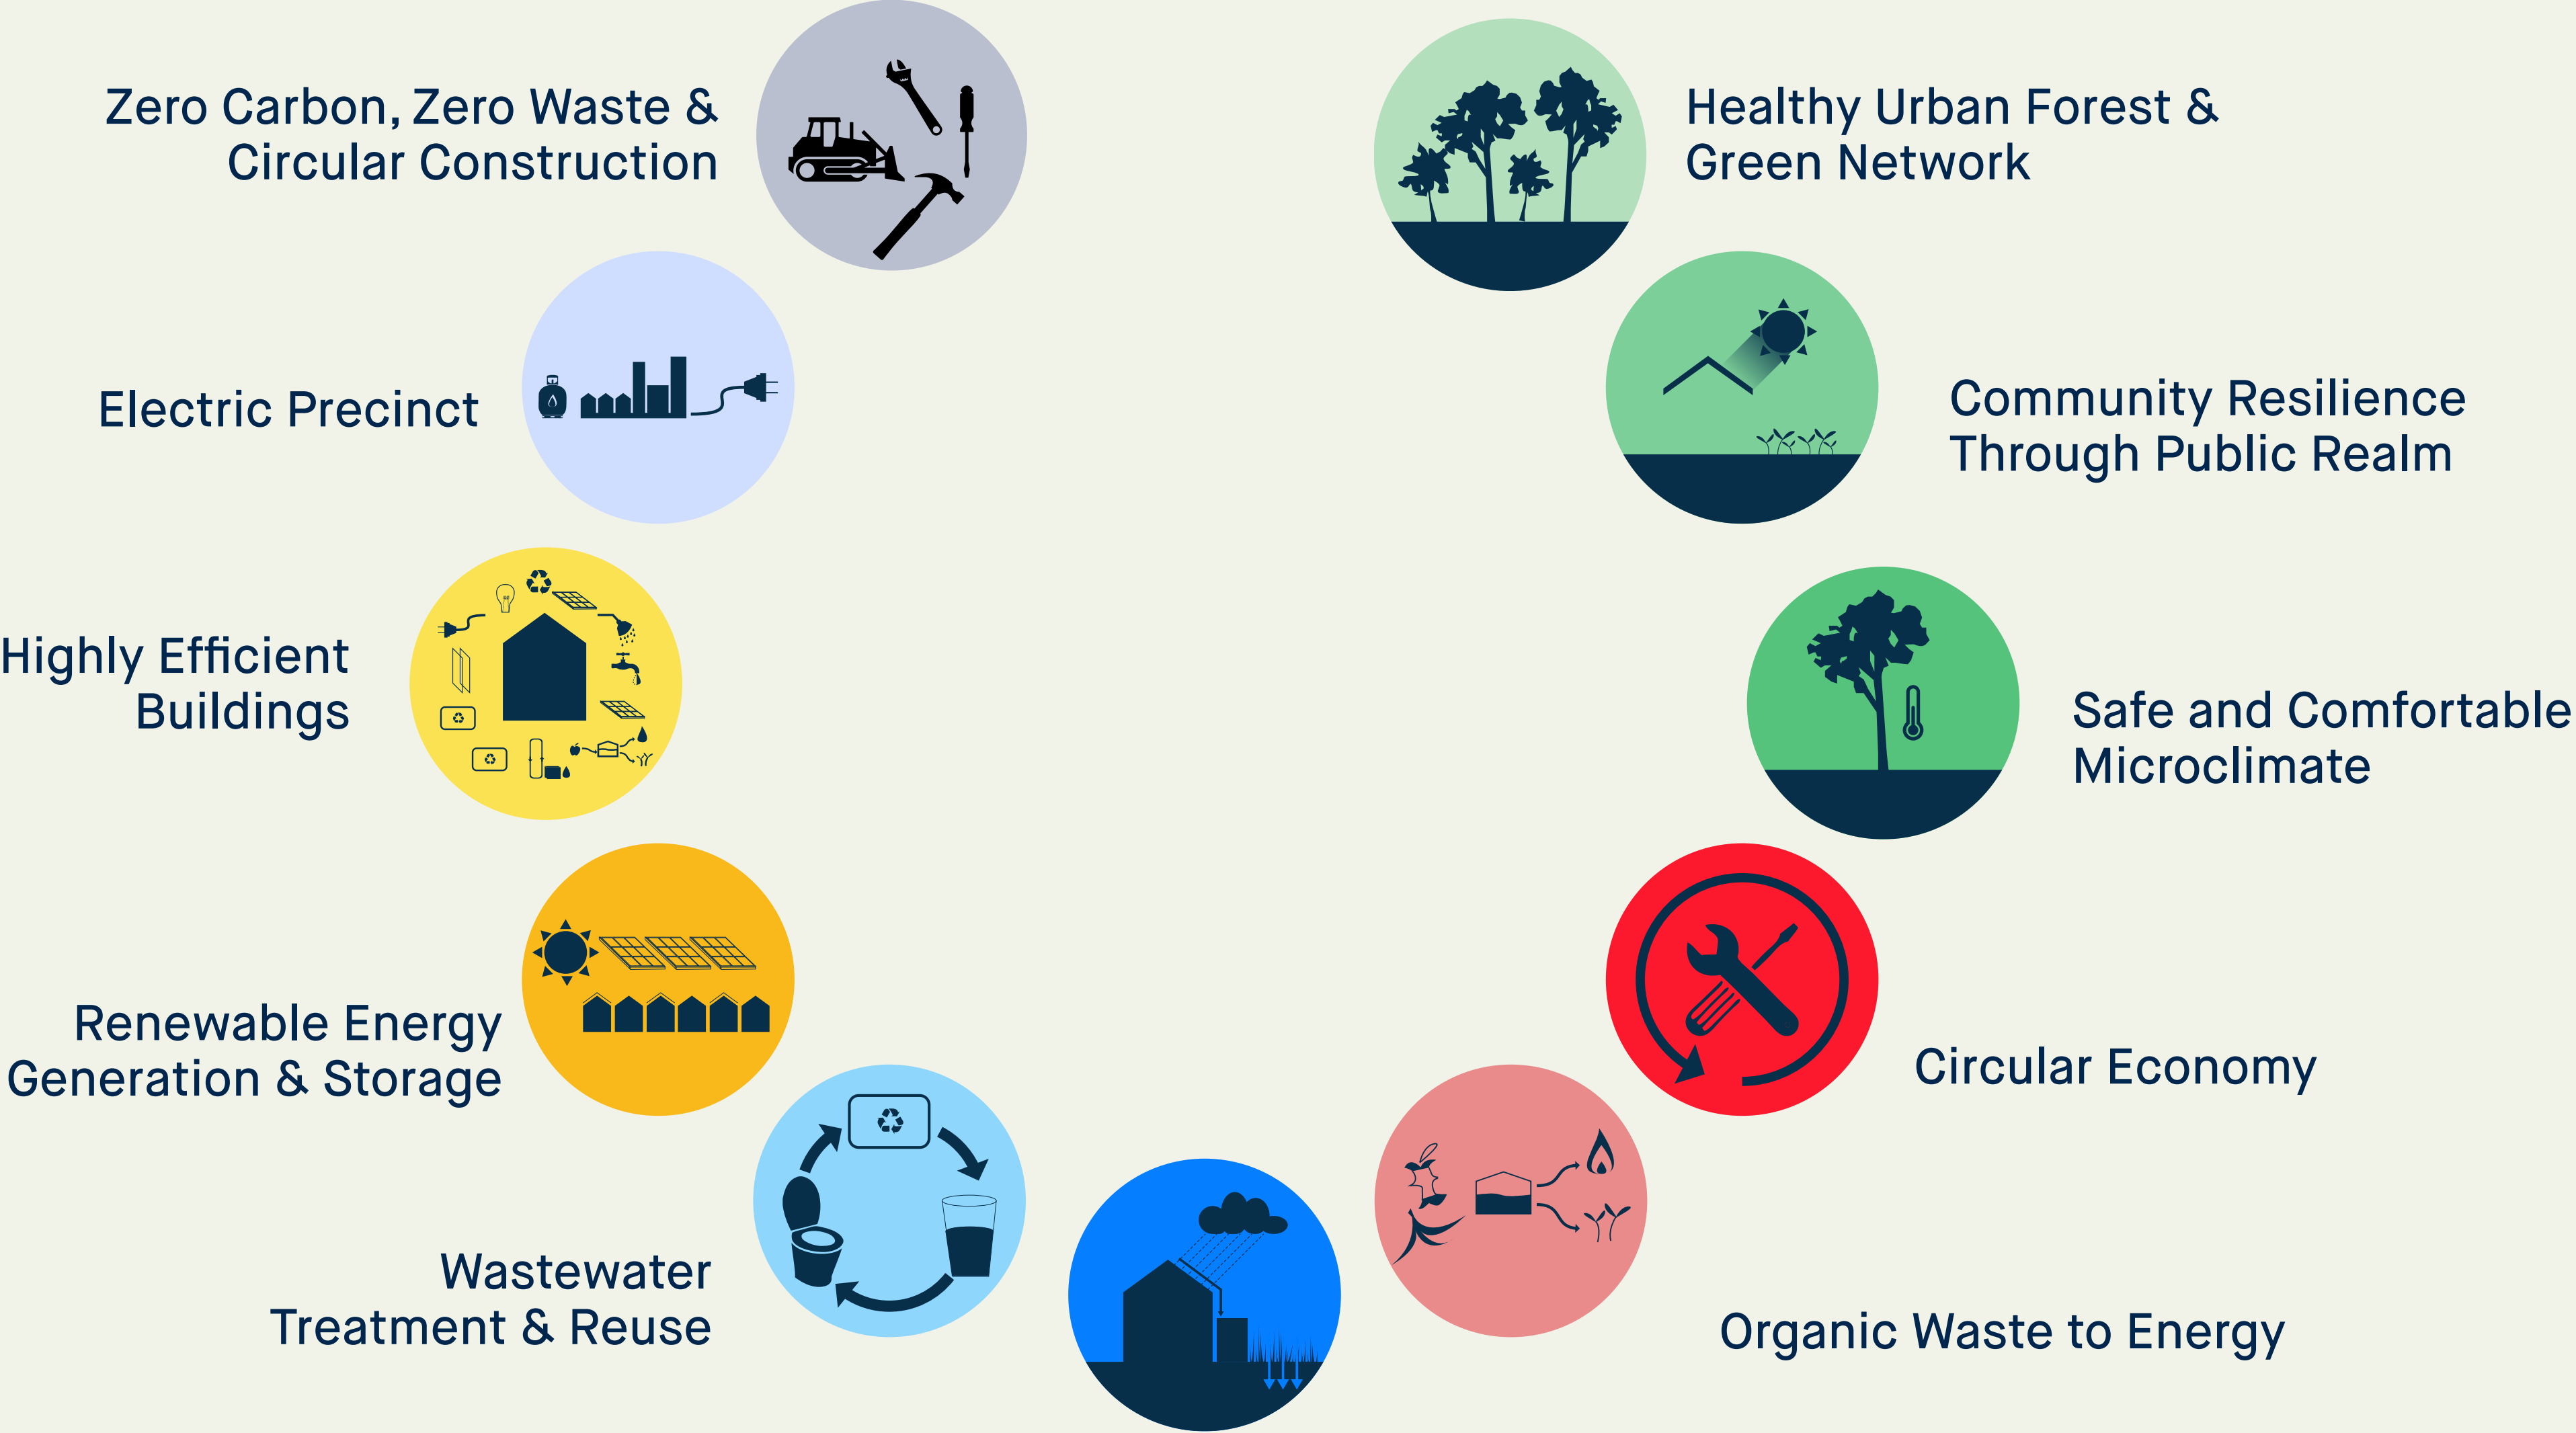 Zero Carbon, Zero Waste &
Circular Construction
Healthy Urban Forest &
Green Network
Electric Precinct
Community Resilience
Through Public Realm
Highly Efficient
Buildings
Safe and Comfortable
Microclimate
Renewable Energy
Generation & Storage
Circular Economy
Wastewater
Treatment & Reuse
Organic Waste to Energy